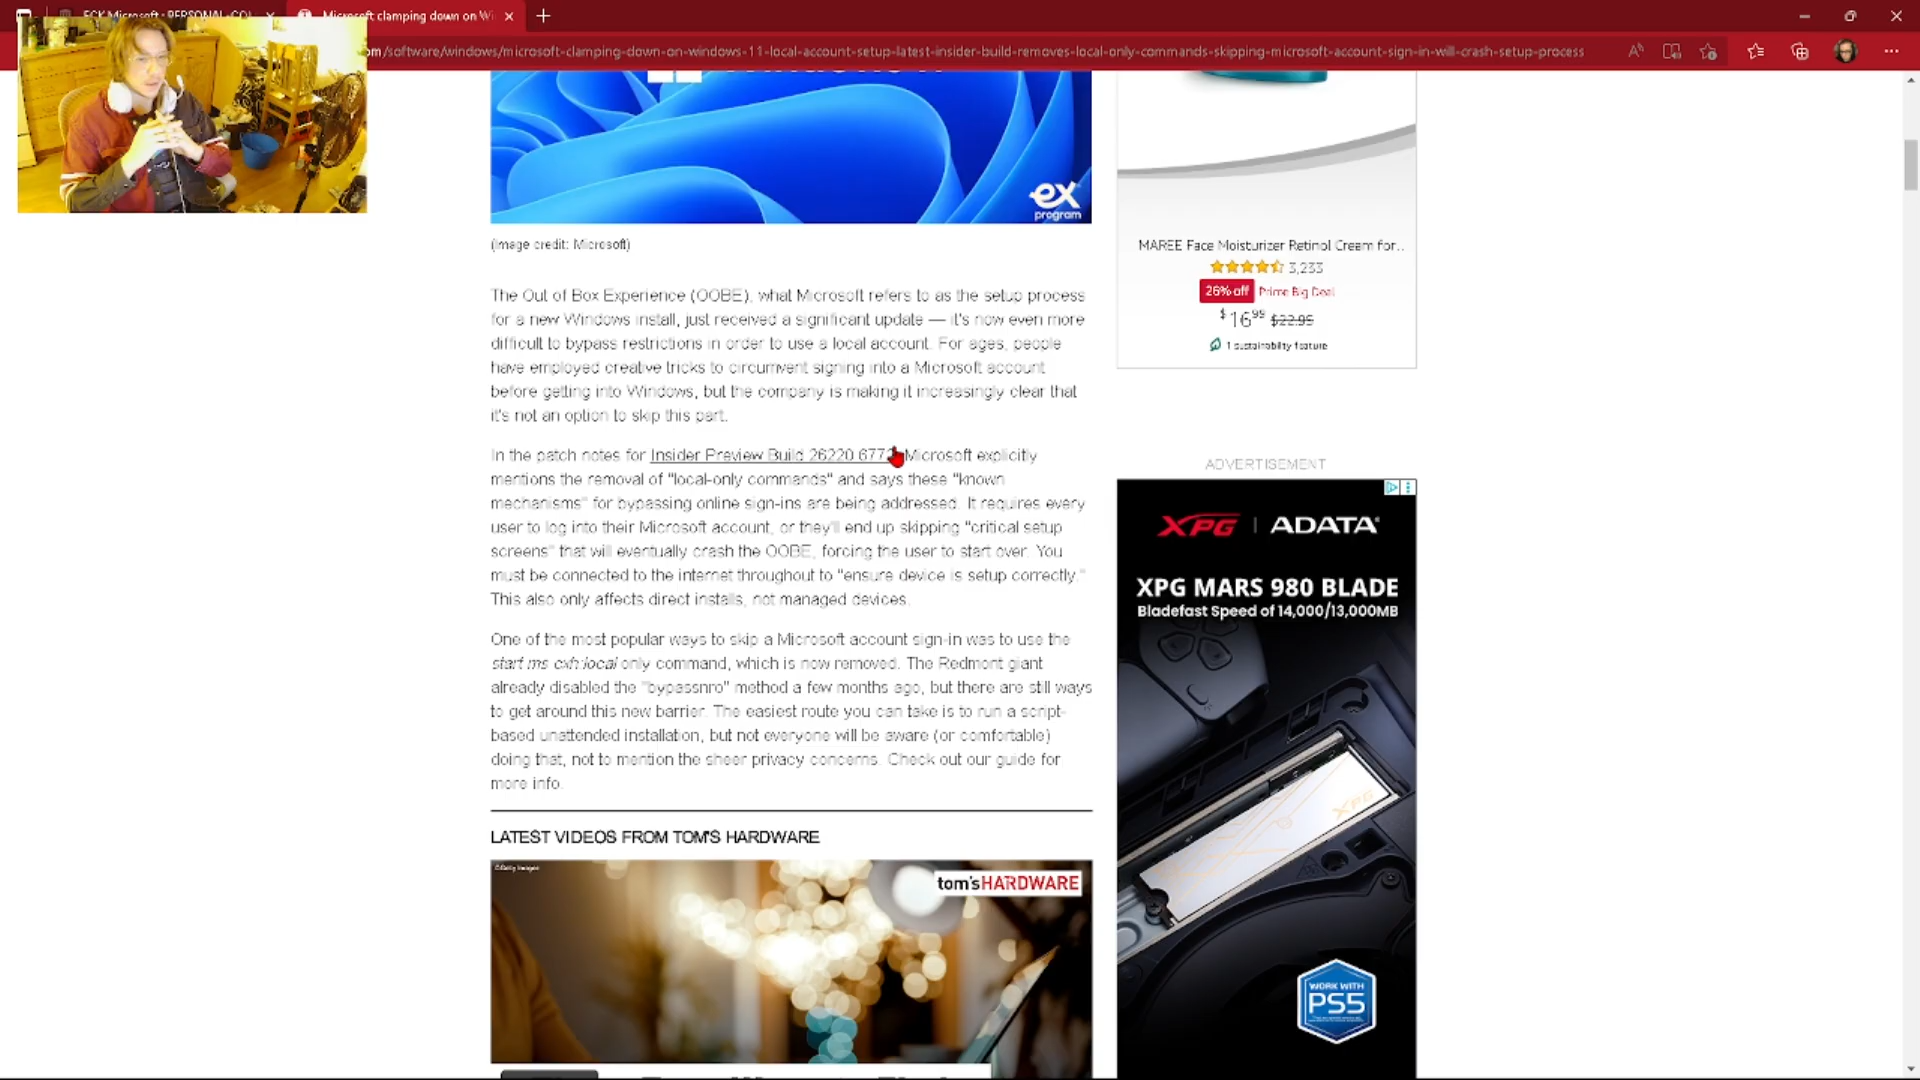 Microsoft clamping down on Wi
om/software/windows/microsoft-clamping-down-on-windows-11-local-account-setup-latest-insider-build-removes-local-only-commands-skipping-microsoft-account-sign-in-will-crash-setup-process
ex
program
(Image credit: Microsoft)
The Out of Box Experience (OOBE), what Microsoft refers to as the setup process
for a new Windows install, just received a significant update — it's now even more
difficult to bypass restrictions in order to use a local account. For ages, people
have employed creative tricks to circumvent signing into a Microsoft account
before getting into Windows, but the company is making it increasingly clear that
it's not an option to skip this part.
In the patch notes for Insider Preview Build 26220.677 Microsoft explicitly
mentions the removal of "local-only commands" and says these "known
mechanisms" for bypassing online sign-ins are being addressed. It requires every
user to log into their Microsoft account, or they'll end up skipping "critical setup
screens" that will eventually crash the OOBE, forcing the user to start over. You
must be connected to the internet throughout to "ensure device is setup correctly."
This also only affects direct installs, not managed devices.
One of the most popular ways to skip a Microsoft account sign-in was to use the
start ms-cxh:local only command, which is now removed. The Redmont giant
already disabled the "bypassnro" method a few months ago, but there are still ways
to get around this new barrier. The easiest route you can take is to run a script-
based unattended installation, but not everyone will be aware (or comfortable)
doing that, not to mention the sheer privacy concerns. Check out our guide for
more info.
LATEST VIDEOS FROM TOM'S HARDWARE
©Getty Images
tom'sHARDWARE
MAREE Face Moisturizer Retinol Cream for...
3,233
26% off Prime Big Deal
$16.99 $22.95
1 sustainability feature
ADVERTISEMENT
XPG | ADATA
XPG MARS 980 BLADE
Bladefast Speed of 14,000/13,000MB
XPG
WORK WITH
PS5